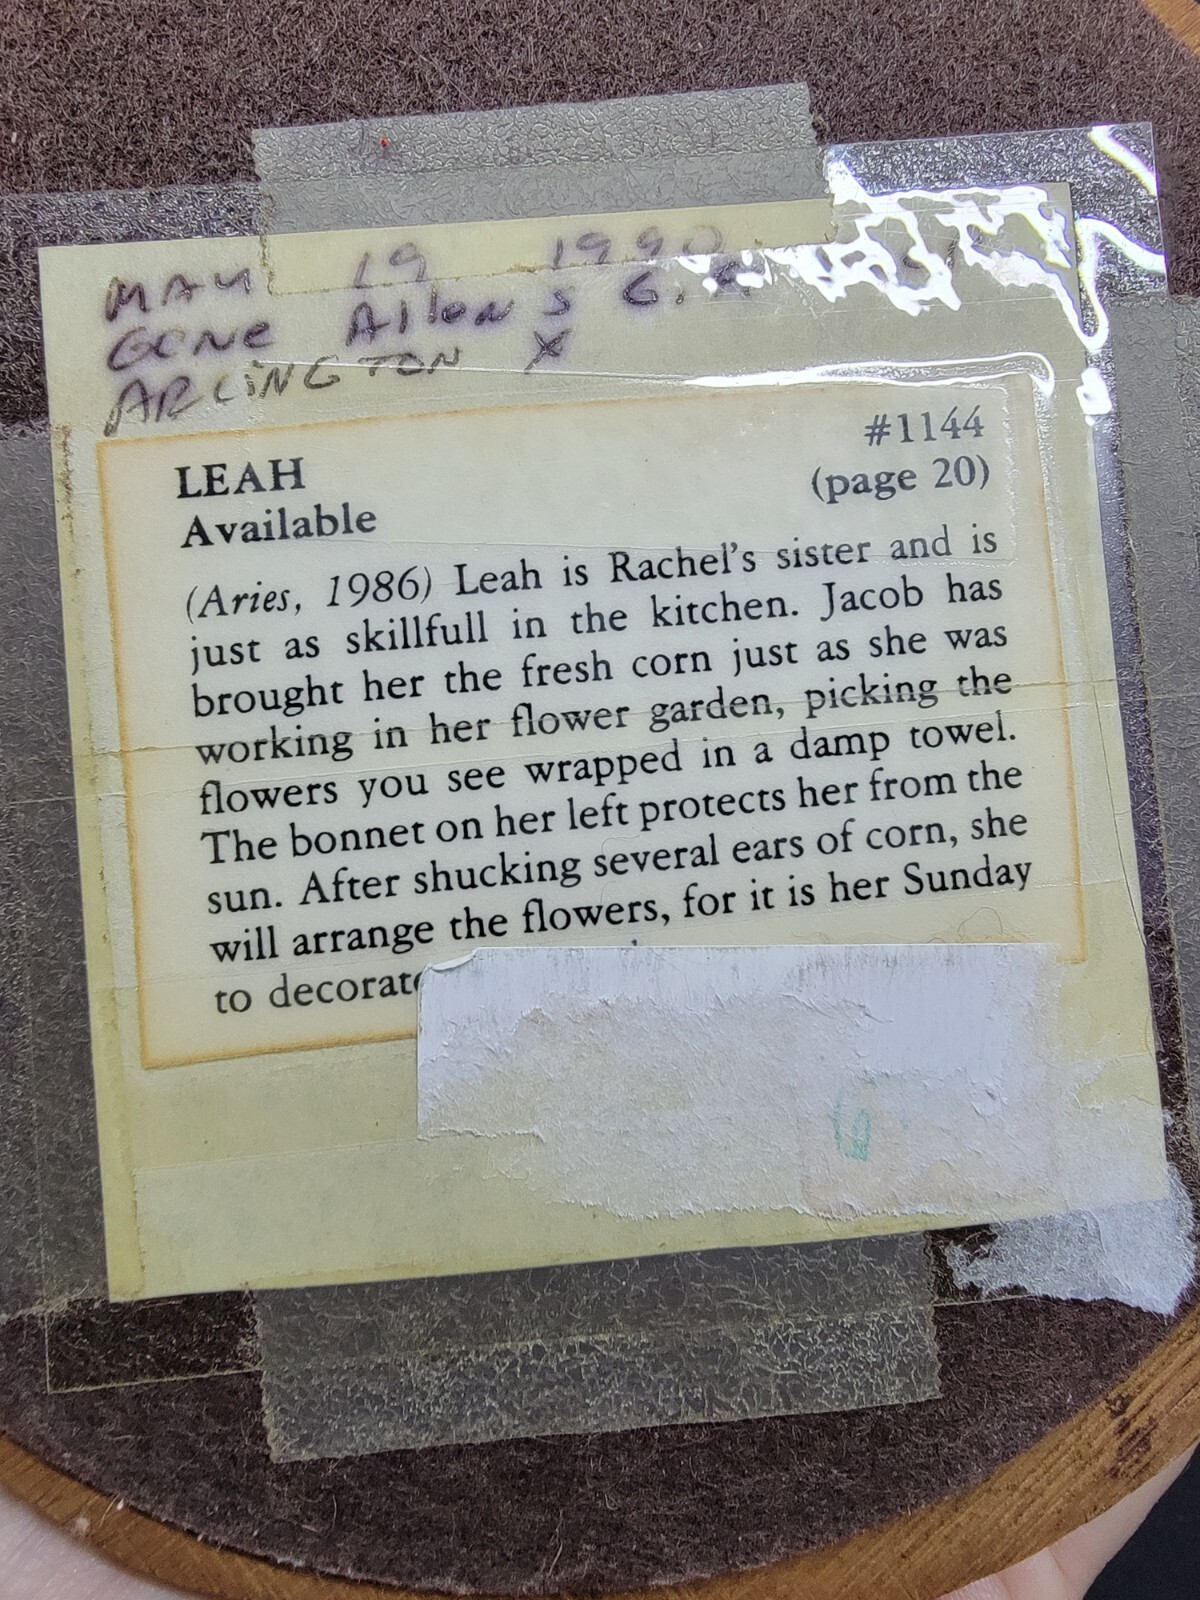 MAY 19 1990
GENE Allen's G.
ARLINGTON X
LEAH #1144
Available (page 20)
(Aries, 1986) Leah is Rachel's sister and is
just as skillfull in the kitchen. Jacob has
brought her the fresh corn just as she was
working in her flower garden, picking the
flowers you see wrapped in a damp towel.
The bonnet on her left protects her from the
sun. After shucking several ears of corn, she
will arrange the flowers, for it is her Sunday
to